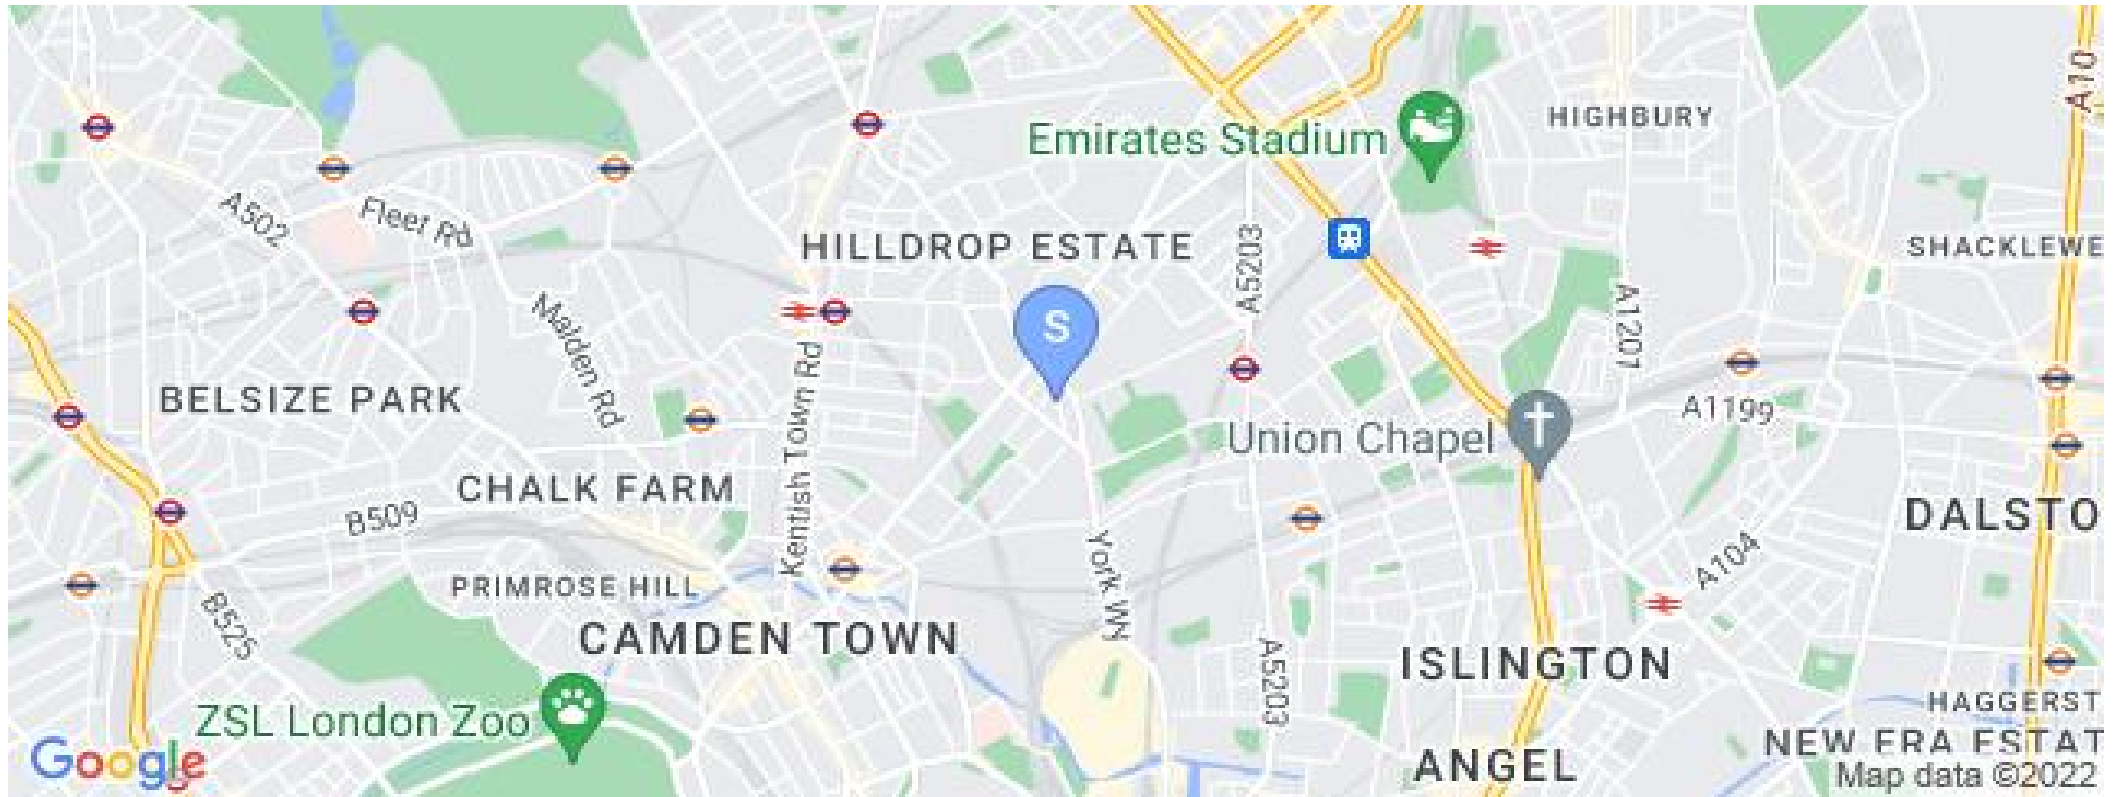 HIGHBURY
Emirates Stadium
A10
A502
Fleet Rd
HILLDROP ESTATE
A5203
SHACKLEWE
S
Malden Rd
A1207
Kentish Town Rd
BELSIZE PARK
A1199
Union Chapel
CHALK FARM
B509
DALSTO
York Wy
A104
PRIMROSE HILL
B525
CAMDEN TOWN
ISLINGTON
A5203
HAGGERST
ZSL London Zoo
NEW ERA ESTAT
Google
ANGEL
Map data ©2022